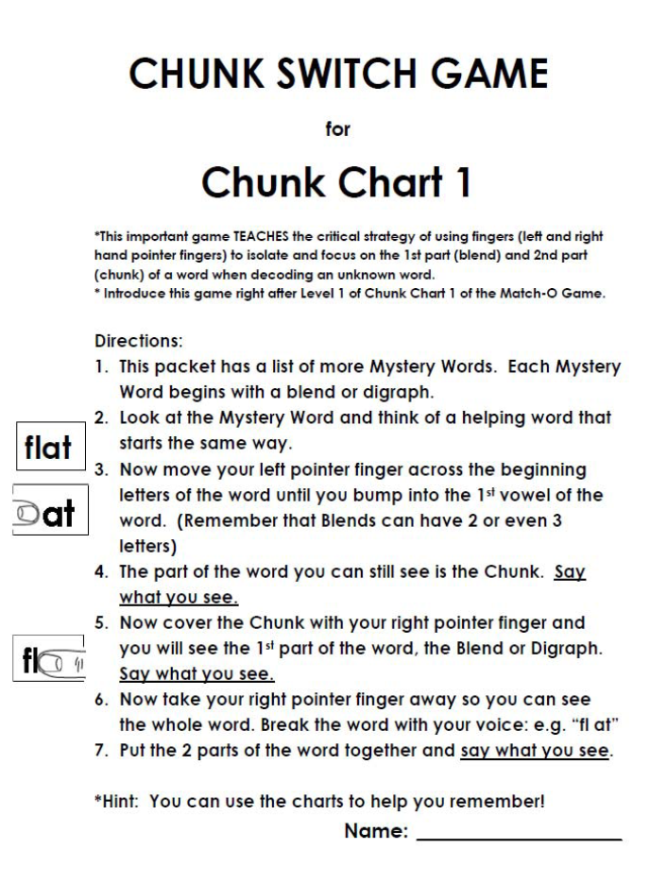 CHUNK SWITCH GAME
for
Chunk Chart 1
*This important game TEACHES the critical strategy of using fingers (left and right
hand pointer fingers) to isolate and focus on the 1st part (blend) and 2nd part
(chunk) of a word when decoding an unknown word.
* Introduce this game right after Level 1 of Chunk Chart 1 of the Match-O Game.
Directions:
1. This packet has a list of more Mystery Words. Each Mystery
Word begins with a blend or digraph.
2. Look at the Mystery Word and think of a helping word that
starts the same way.
flat
3. Now move your left pointer finger across the beginning
letters of the word until you bump into the 1st vowel of the
word. (Remember that Blends can have 2 or even 3
letters)
at
4. The part of the word you can still see is the Chunk. Say
what you see.
5. Now cover the Chunk with your right pointer finger and
you will see the 1st part of the word, the Blend or Digraph.
Say what you see.
fl
6. Now take your right pointer finger away so you can see
the whole word. Break the word with your voice: e.g. “fl at”
7. Put the 2 parts of the word together and say what you see.
*Hint: You can use the charts to help you remember!
Name: ____________________